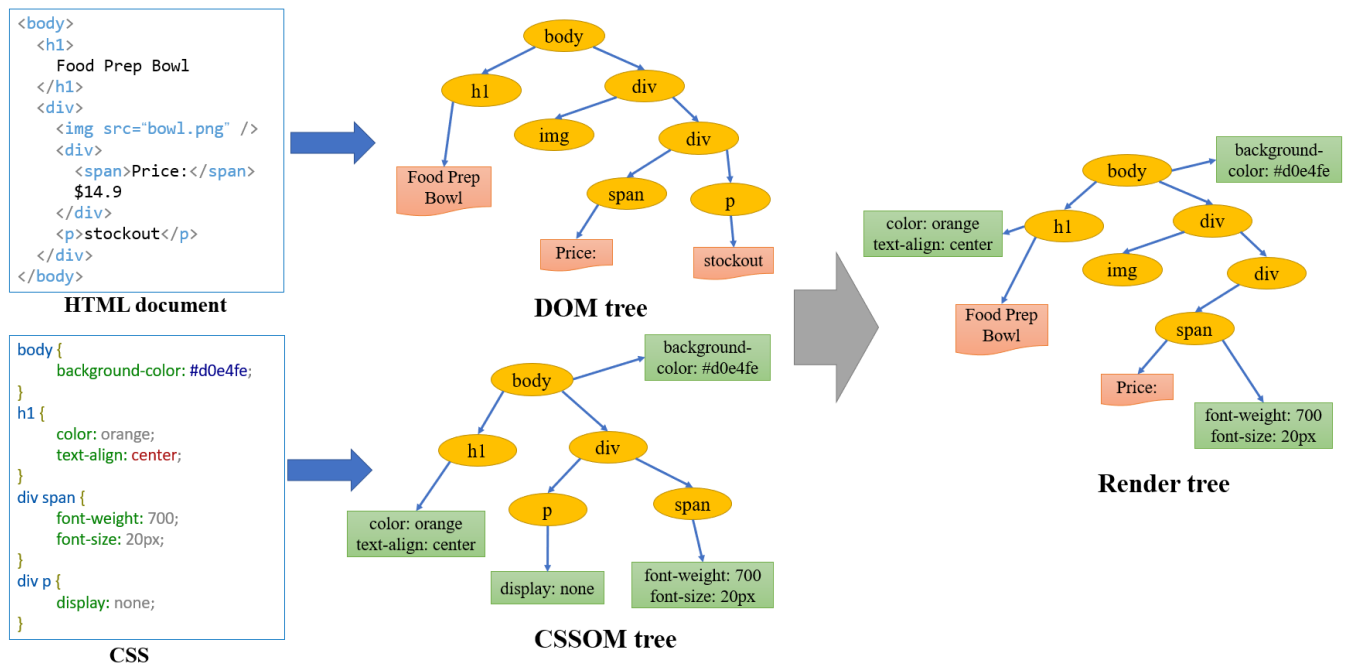 <body>
<h1>
Food Prep Bowl
</h1>
<div>
<img src=“bowl.png” />
<div>
<span>Price:</span>
$14.9
</div>
<p>stockout</p>
</div>
</body>
HTML document
body
h1
div
img
div
Food Prep
Bowl
span
p
Price:
stockout
DOM tree
body {
background-color: #d0e4fe;
}
h1 {
color: orange;
text-align: center;
}
div span {
font-weight: 700;
font-size: 20px;
}
div p {
display: none;
}
CSS
background-
color: #d0e4fe
body
h1
div
p
span
color: orange
text-align: center
display: none
font-weight: 700
font-size: 20px
CSSOM tree
background-
color: #d0e4fe
body
color: orange
text-align: center
h1
div
img
div
Food Prep
Bowl
span
Price:
font-weight: 700
font-size: 20px
Render tree